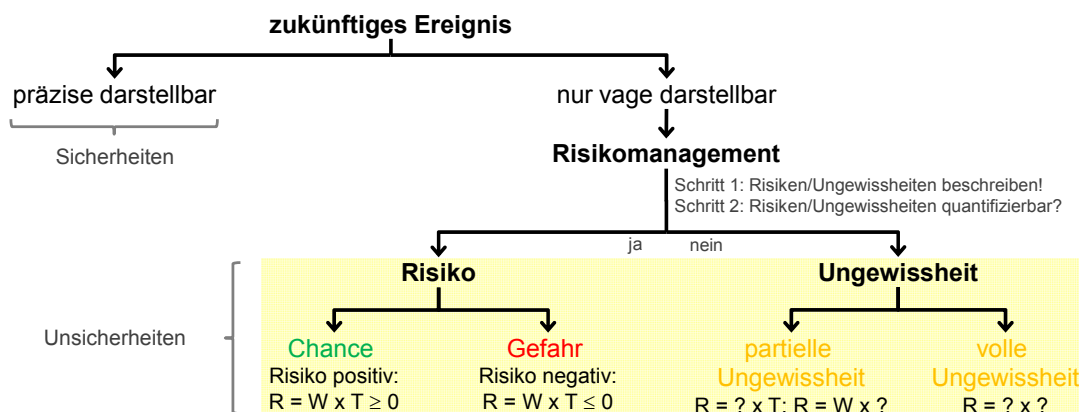 zukünftiges Ereignis
präzise darstellbar
nur vage darstellbar
Sicherheiten
Risikomanagement
Schritt 1: Risiken/Ungewissheiten beschreiben!
Schritt 2: Risiken/Ungewissheiten quantifizierbar?
ja nein
Risiko
Ungewissheit
Unsicherheiten
Chance
Risiko positiv:
R = W x T ≥ 0
Gefahr
Risiko negativ:
R = W x T ≤ 0
partielle
Ungewissheit
R = ? x T; R = W x ?
volle
Ungewissheit
R = ? x ?